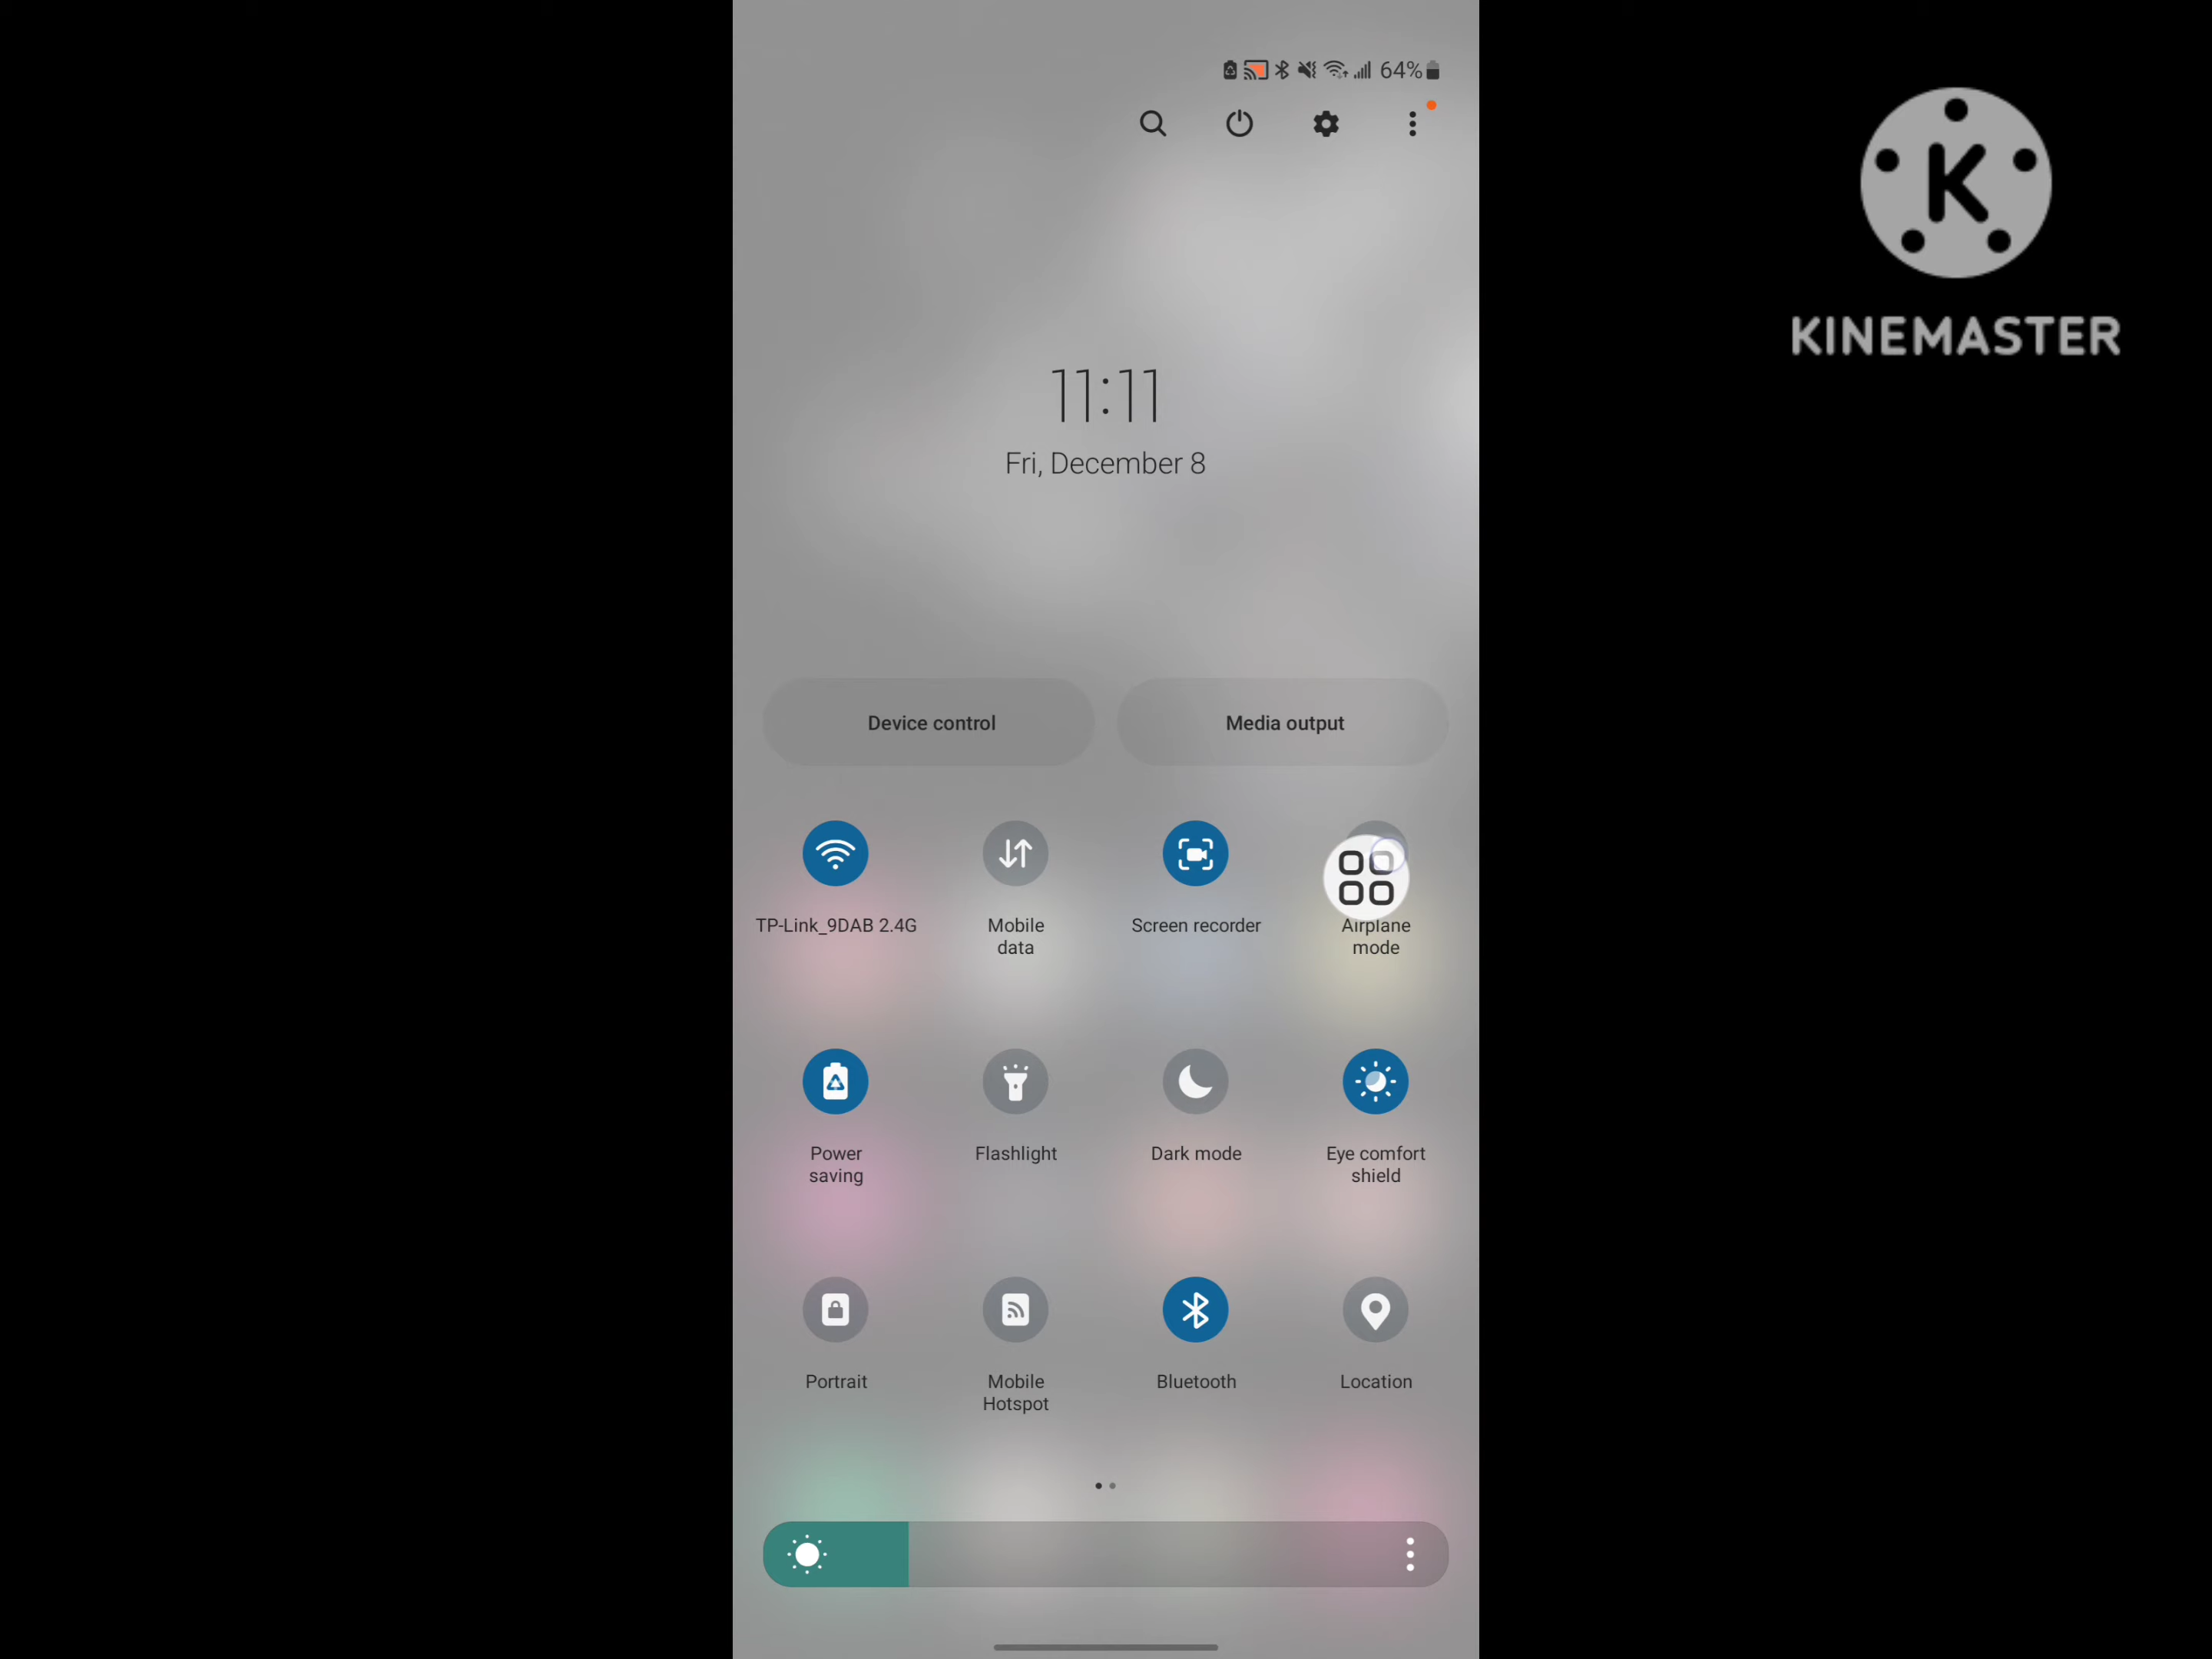 64%
11:11
Fri, December 8
Device control
Media output
TP-Link_9DAB 2.4G
Mobile
data
Screen recorder
Airplane
mode
Power
saving
Flashlight
Dark mode
Eye comfort
shield
Portrait
Mobile
Hotspot
Bluetooth
Location
K
KINEMASTER